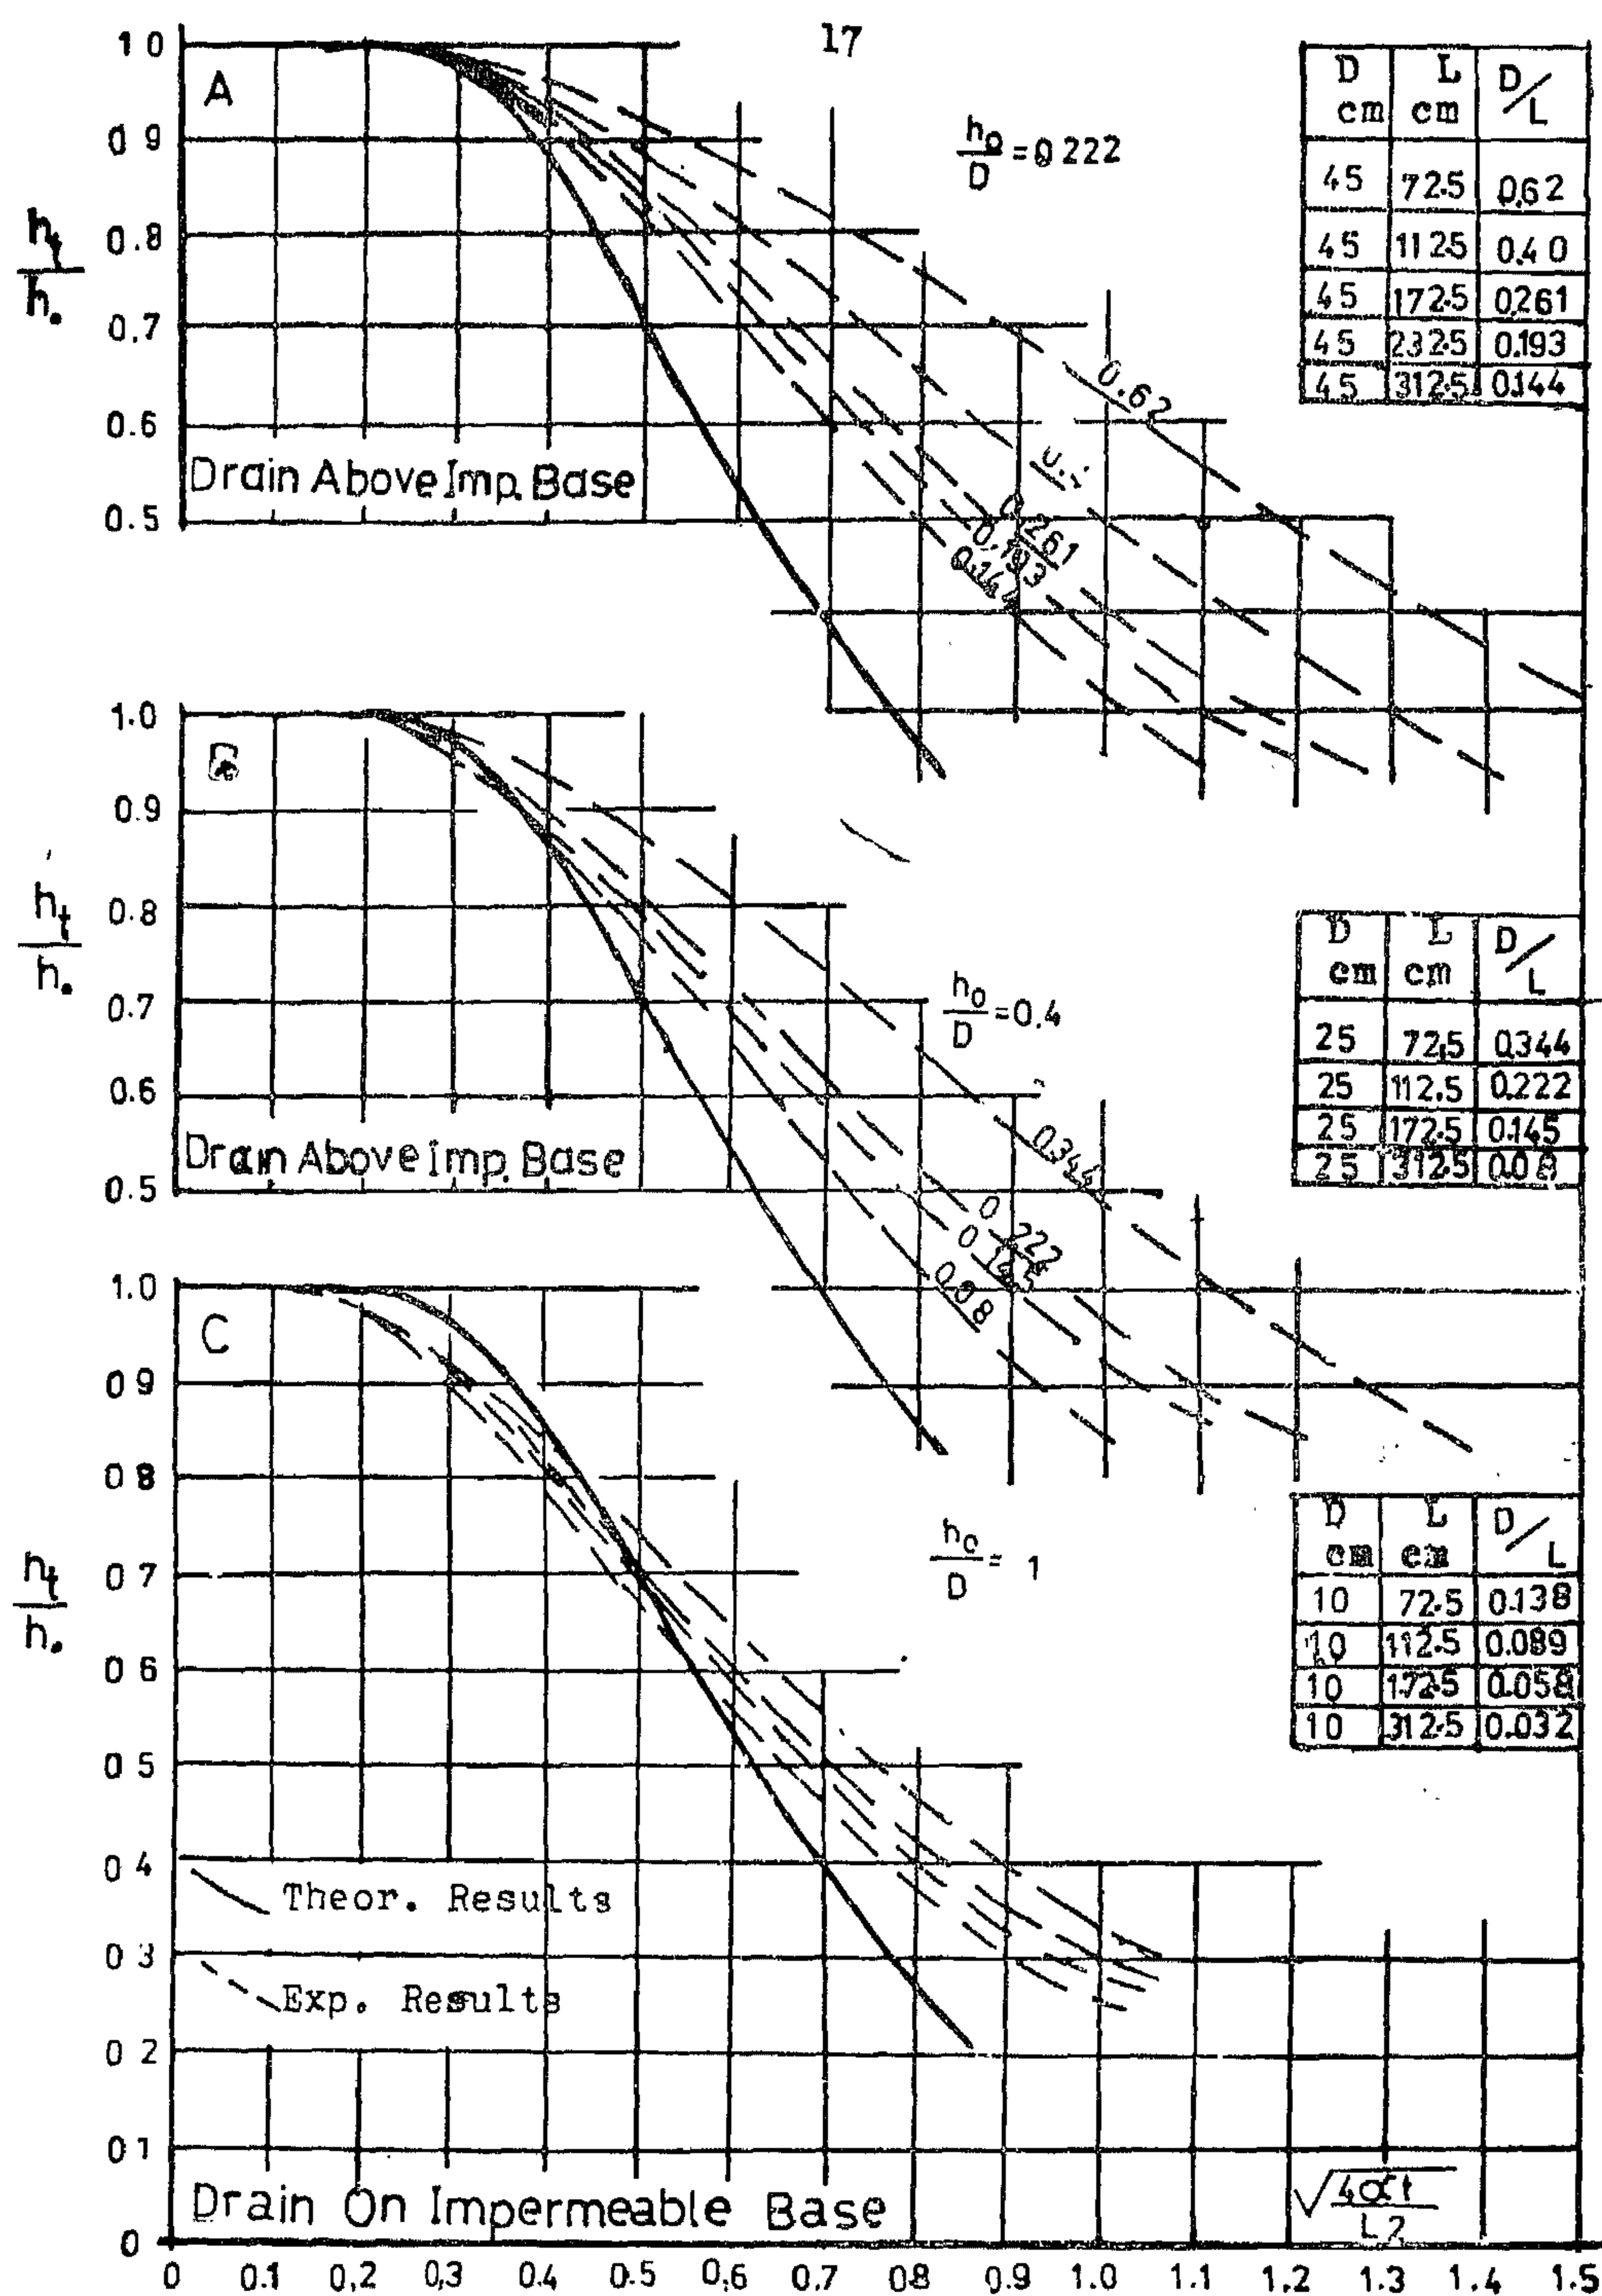 17
A
1 0
0 9
0.8
0.7
0.6
0.5
h_t
h.
h_0
D
=0 222
Drain Above Imp. Base
0.62
0.261
0.193
D L D/L
cm cm
45 72.5 0.62
45 112.5 0.4 0
45 172.5 0.261
45 232.5 0.193
45 312.5 0.144
1.0
0.9
0.8
0.7
0.6
0.5
h_t
h.
h_0
D
=0.4
Drain Above Imp. Base
0.344
0 222
0 145
0.08
D L D/L
cm cm
25 72.5 0.344
25 112.5 0.222
25 172.5 0.145
25 312.5 0.08
C
1.0
0 9
0 8
0 7
0 6
0 5
0 4
0 3
0 2
0 1
0
h_t
h.
h_0
D
= 1
D L D/L
cm cm
10 72.5 0.138
10 112.5 0.089
10 172.5 0.058
10 312.5 0.032
Theor. Results
Exp. Results
Drain On Impermeable Base
√4αt
L2
0 0.1 0.2 0.3 0.4 0.5 0.6 0.7 0.8 0.9 1.0 1.1 1.2 1.3 1.4 1.5